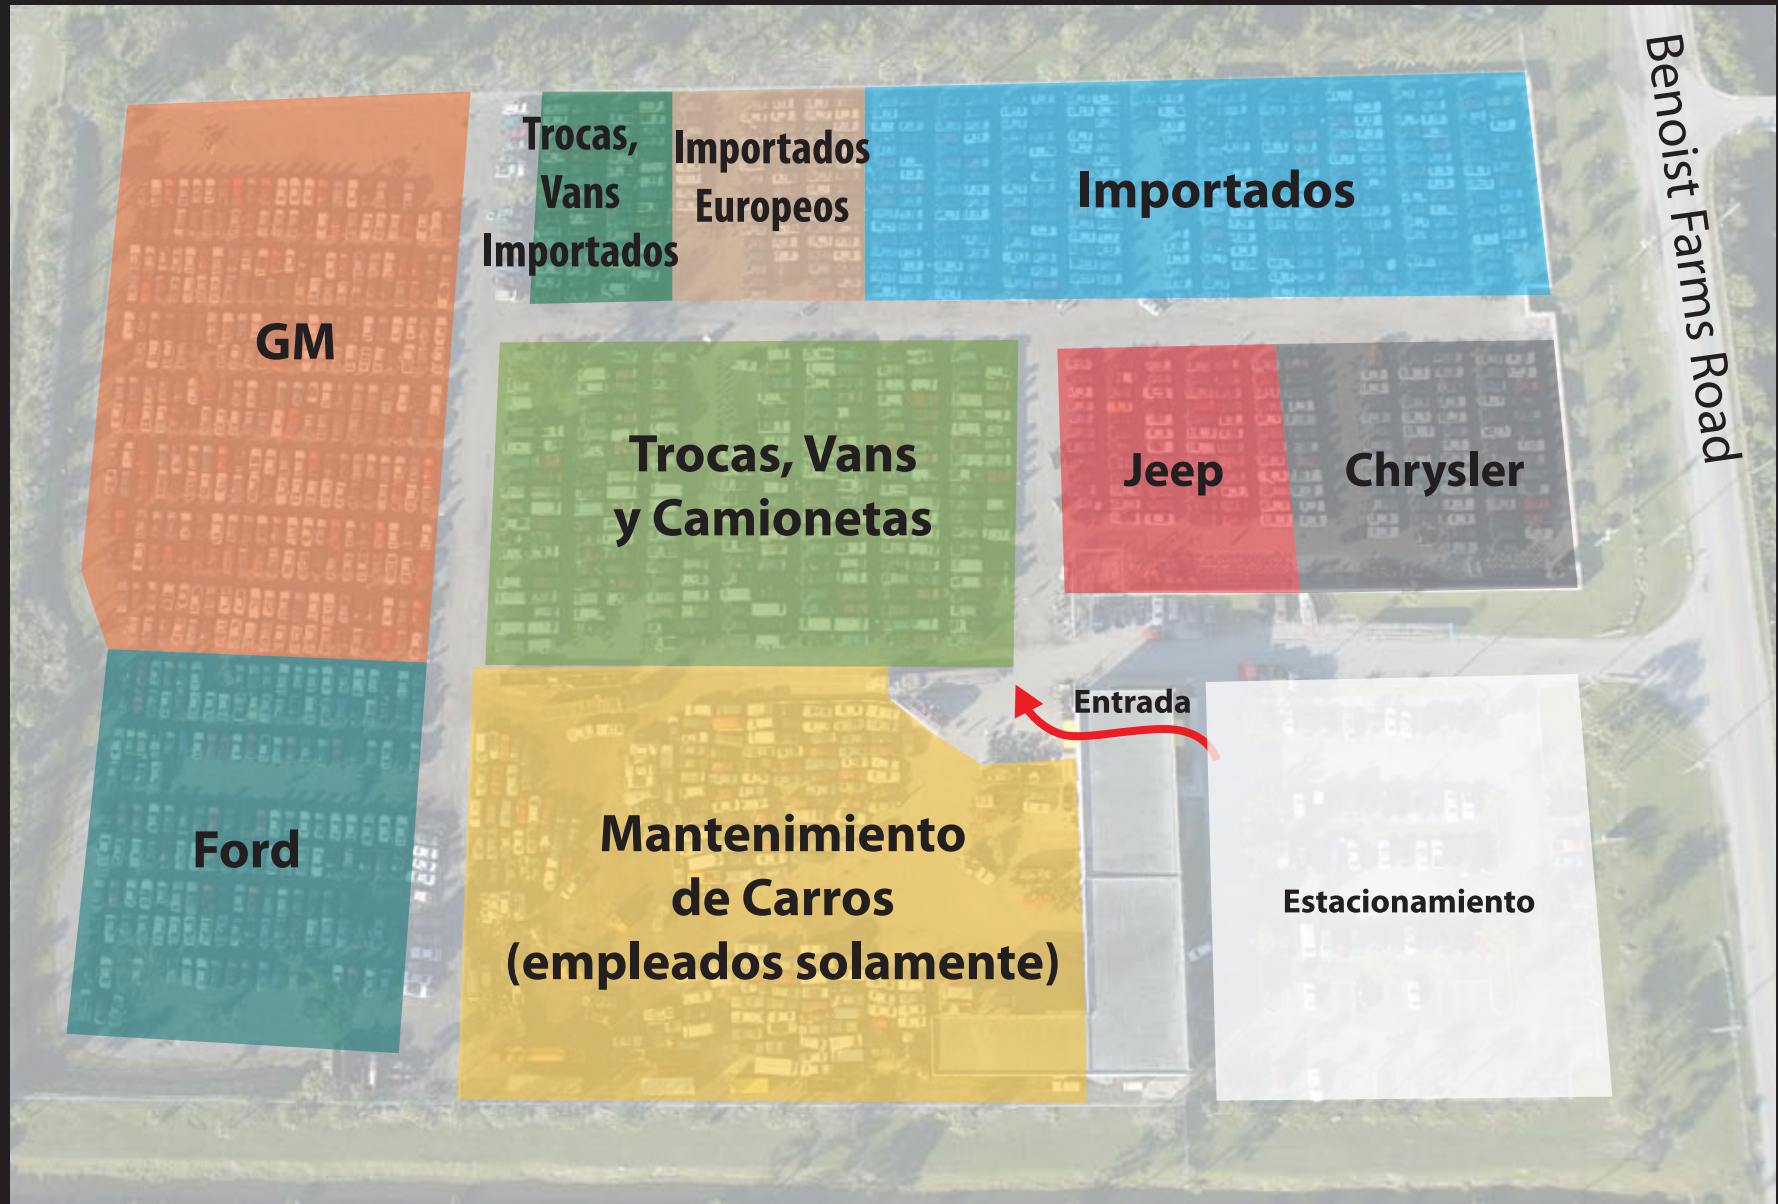 Trocas,
Vans
Importados
Importados
Europeos
Importados
Benoist Farms Road
GM
Trocas, Vans
y Camionetas
Jeep
Chrysler
Entrada
Ford
Mantenimiento
de Carros
(empleados solamente)
Estacionamiento